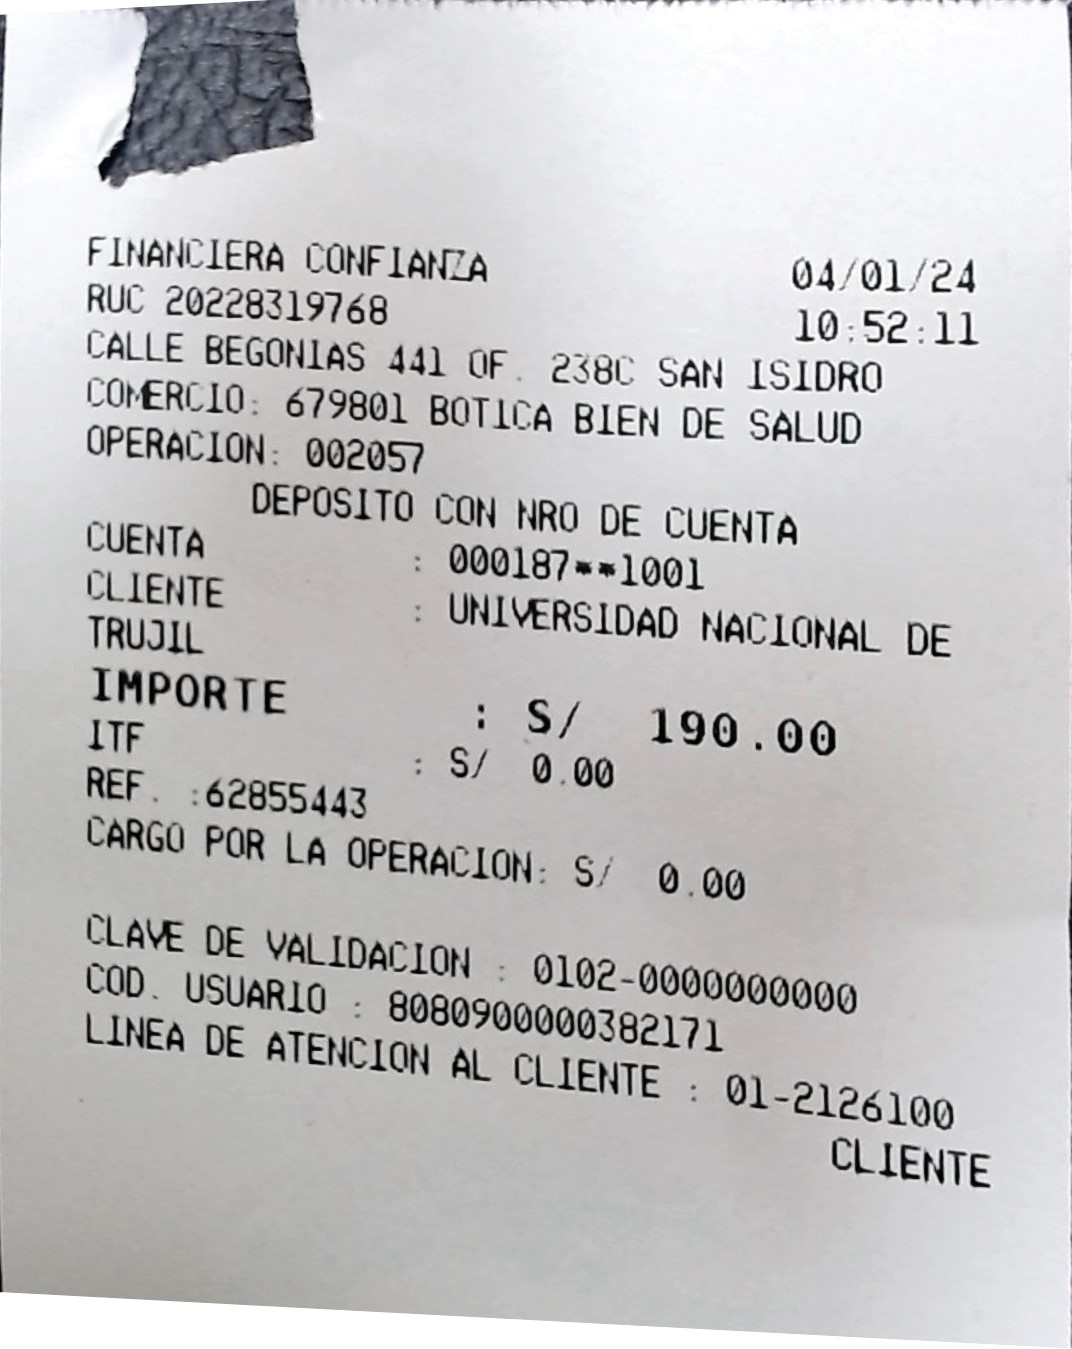 FINANCIERA CONFIANZA 04/01/24
RUC 20228319768 10:52:11
CALLE BEGONIAS 441 OF. 238C SAN ISIDRO
COMERCIO: 679801 BOTICA BIEN DE SALUD
OPERACION: 002057
DEPOSITO CON NRO DE CUENTA
CUENTA : 000187**1001
CLIENTE : UNIVERSIDAD NACIONAL DE
TRUJIL
IMPORTE : S/ 190.00
ITF : S/ 0.00
REF. :62855443
CARGO POR LA OPERACION: S/ 0.00
CLAVE DE VALIDACION : 0102-0000000000
COD. USUARIO : 8080900000382171
LINEA DE ATENCION AL CLIENTE : 01-2126100
CLIENTE